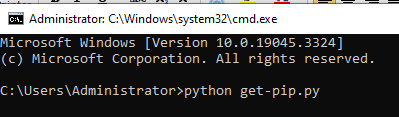 Administrator: C:\Windows\system32\cmd.exe
Microsoft Windows [Version 10.0.19045.3324]
(c) Microsoft Corporation. All rights reserved.
C:\Users\Administrator>python get-pip.py